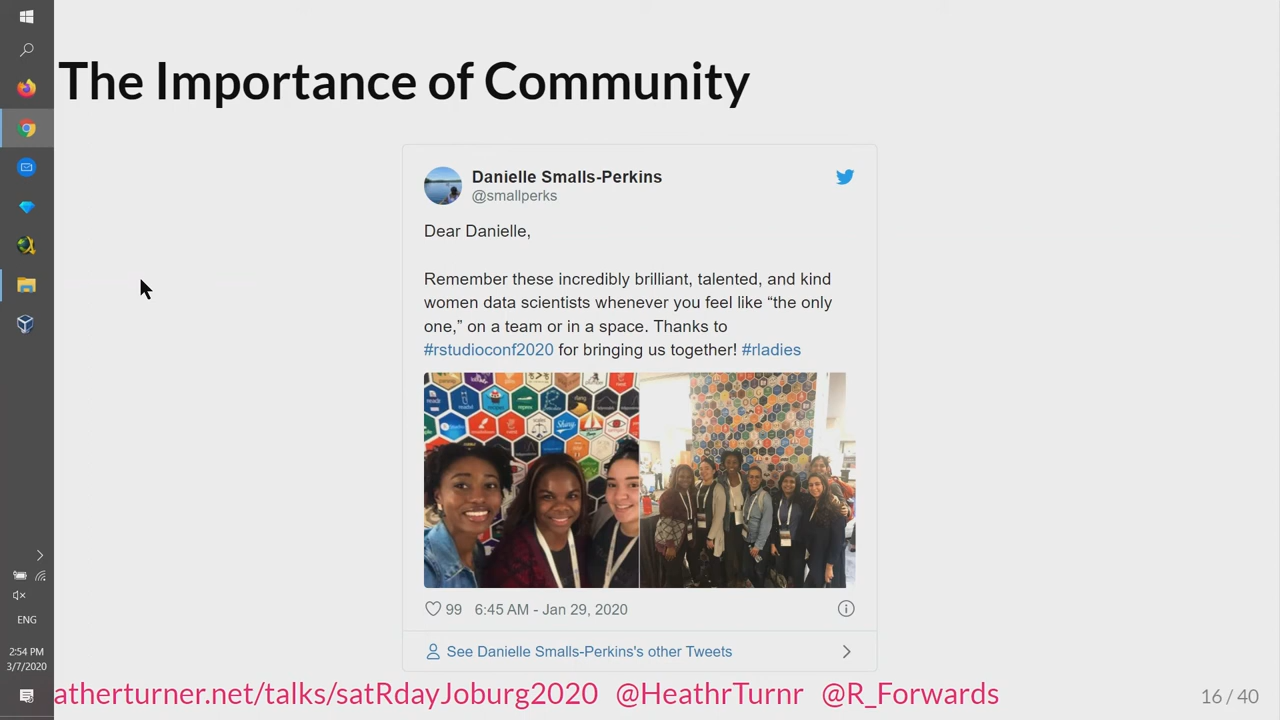 The Importance of Community
Danielle Smalls-Perkins
@smallperks
Dear Danielle,
Remember these incredibly brilliant, talented, and kind
women data scientists whenever you feel like “the only
one,” on a team or in a space. Thanks to
#rstudioconf2020 for bringing us together! #rladies
99 6:45 AM - Jan 29, 2020
See Danielle Smalls-Perkins's other Tweets
ENG
2:54 PM
3/7/2020
atherturner.net/talks/satRdayJoburg2020 @HeathrTurnr @R_Forwards
16 / 40